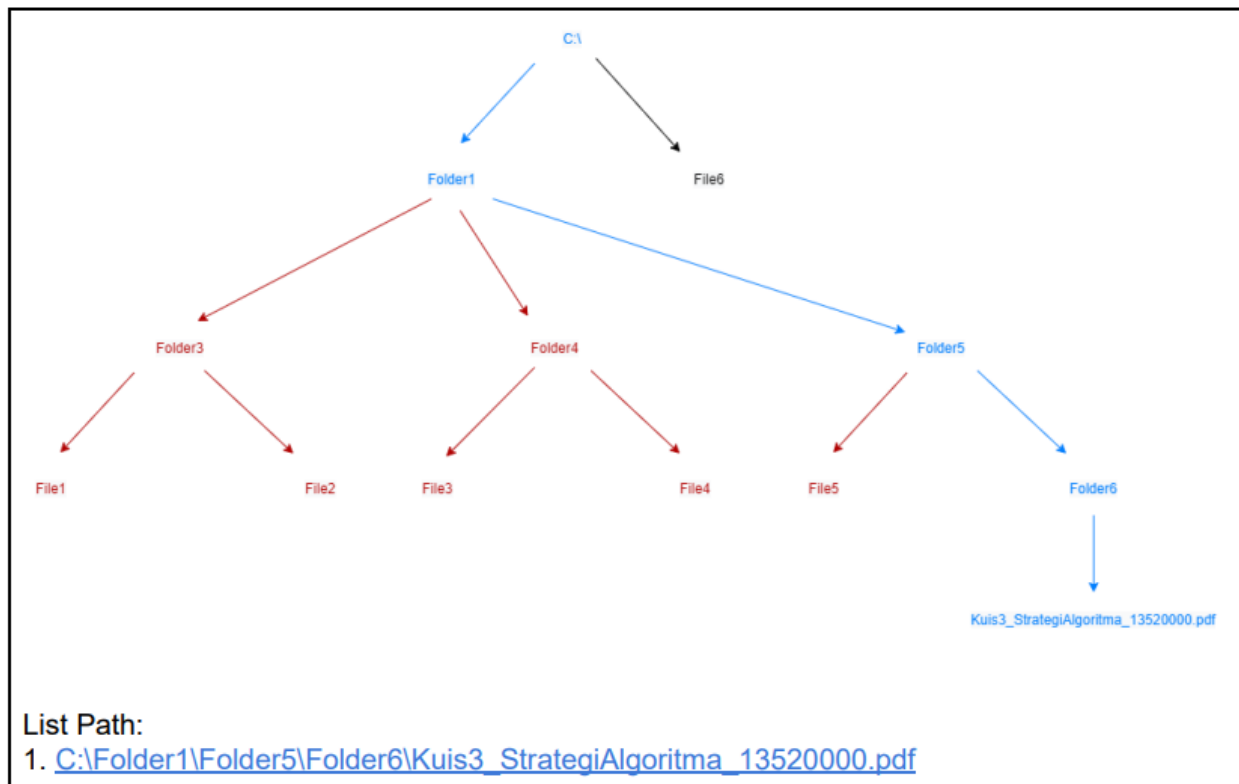 C:\
Folder1
File6
Folder3
Folder4
Folder5
File1
File2
File3
File4
File5
Folder6
Kuis3_StrategiAlgoritma_13520000.pdf
List Path:
1. C:\Folder1\Folder5\Folder6\Kuis3_StrategiAlgoritma_13520000.pdf